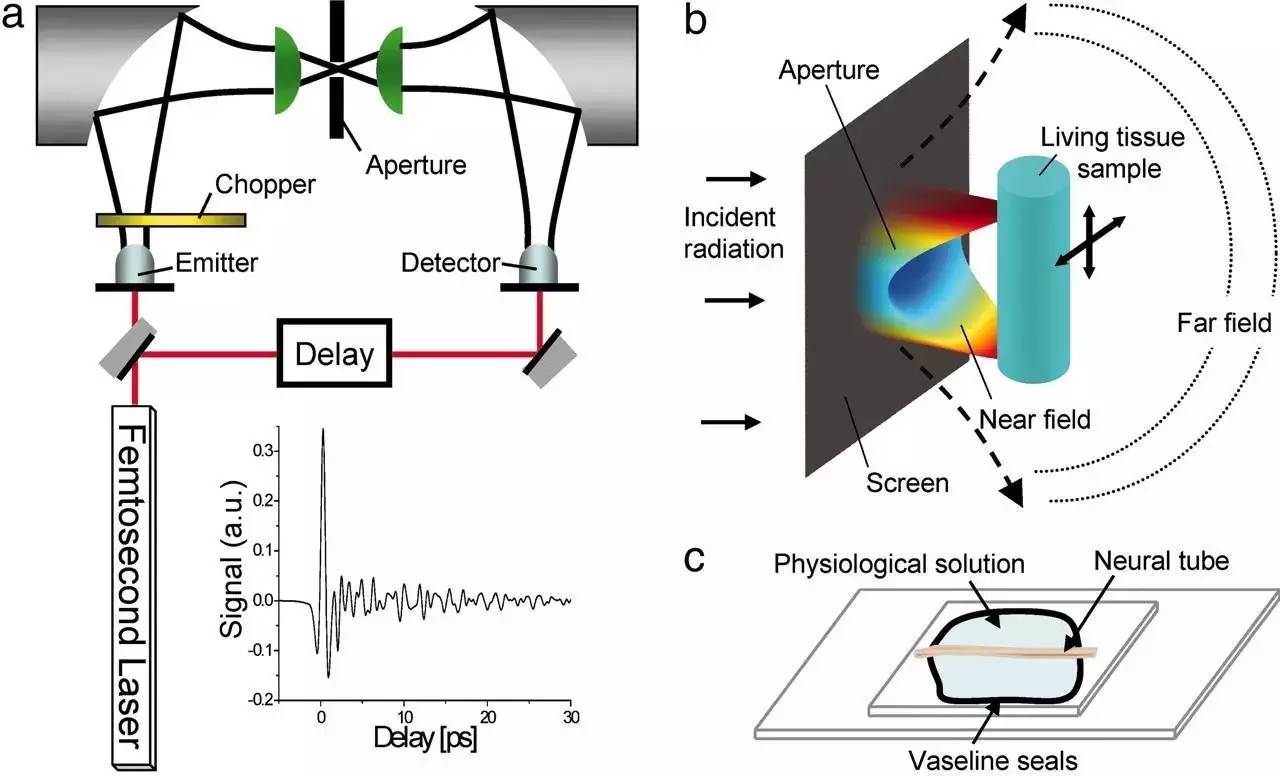 a
Aperture
Chopper
Emitter
Detector
Delay
Femtosecond Laser
Signal (a.u.)
0.3
0.2
0.1
0.0
-0.1
-0.2
0
10
20
30
Delay [ps]
b
Aperture
Living tissue
sample
Incident
radiation
Far field
Near field
Screen
c
Physiological solution
Neural tube
Vaseline seals